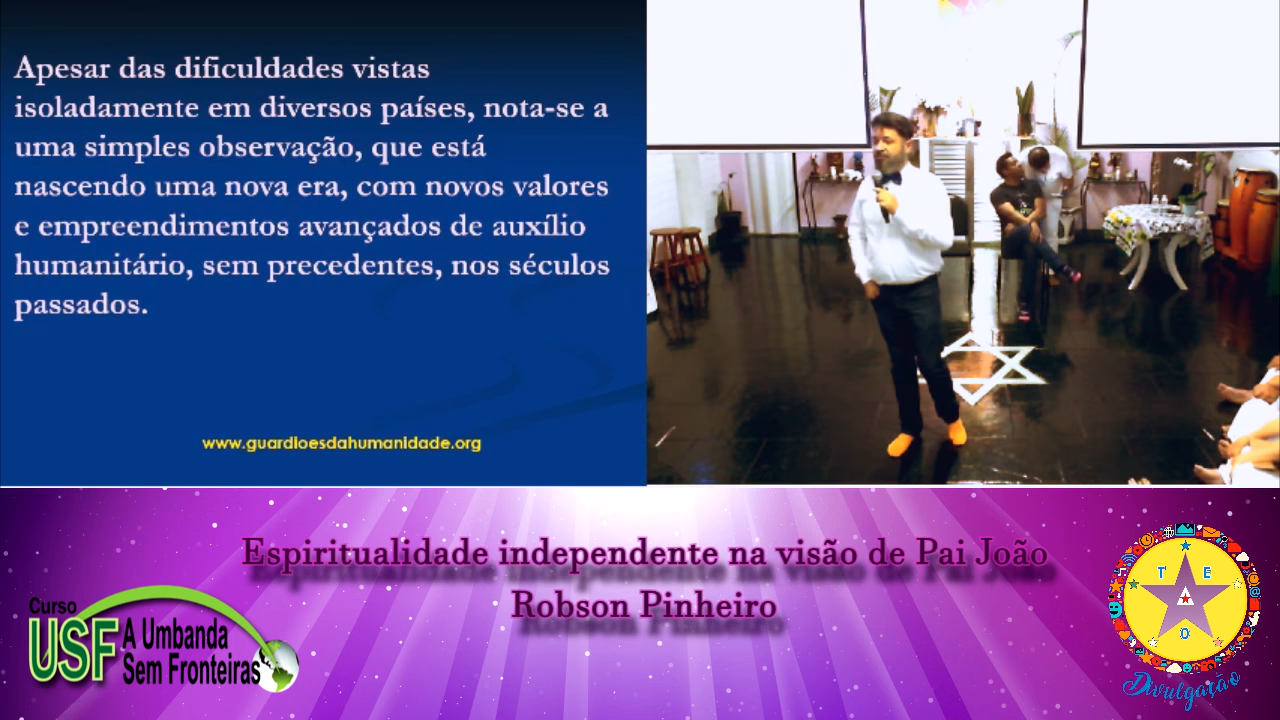 Apesar das dificuldades vistas
isoladamente em diversos países, nota-se a
uma simples observação, que está
nascendo uma nova era, com novos valores
e empreendimentos avançados de auxílio
humanitário, sem precedentes, nos séculos
passados.
www.guardioesdahumanidade.org
Espiritualidade independente na visão de Pai João
Robson Pinheiro
Curso
USF A Umbanda
Sem Fronteiras
T E
A
O
Divulgação